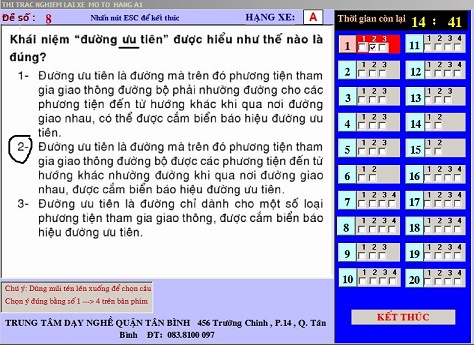 THI TRAC NGHIEM LAI XE MO TO HANG A1
Đề số: 8
Nhấn nút ESC để kết thúc
HẠNG XE:
A
Thời gian còn lại
14 : 41
Khái niệm "đường ưu tiên" được hiểu như thế nào là
đúng?
1- Đường ưu tiên là đường mà trên đó phương tiện tham
gia giao thông đường bộ phải nhường đường cho các
phương tiện đến từ hướng khác khi qua nơi đường
giao nhau, có thể được cắm biển báo hiệu đường ưu
tiên.
2- Đường ưu tiên là đường mà trên đó phương tiện tham
gia giao thông đường bộ được các phương tiện đến từ
hướng khác nhường đường khi qua nơi đường giao
nhau, được cắm biển báo hiệu đường ưu tiên.
3- Đường ưu tiên là đường chỉ dành cho một số loại
phương tiện tham gia giao thông, được cắm biển báo
hiệu đường ưu tiên.
Chú ý: Dùng mũi tên lên xuống để chọn câu
Chọn ý đúng bằng số 1 ---> 4 trên bàn phím
TRUNG TÂM DẠY NGHỀ QUẬN TÂN BÌNH 456 Trường Chinh , P.14 , Q. Tân
Bình ĐT: 083.8100 097
1 1 2 3
2 1 2 3 4
3 1 2 3
4 1 2 3
5 1 2 3
6 1 2
7 1 2 3 4
8 1 2 3 4
9 1 2 3 4
10 1 2
11 1 2 3 4
12 1 2 3 4
13 1 2 3 4
14 1 2
15 1 2
16 1 2 3 4
17 1 2 3 4
18 1 2 3 4
19 1 2 3 4
20 1 2 3 4
KẾT THÚC